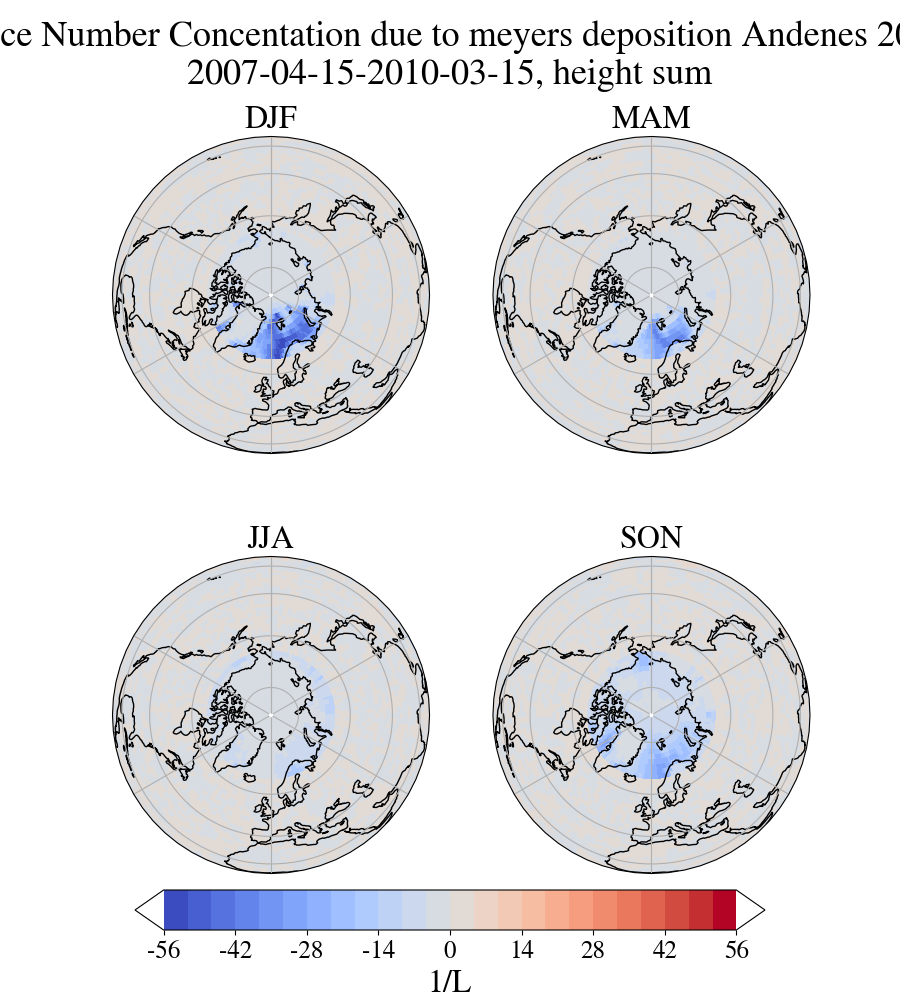 ce Number Concentation due to meyers deposition Andenes 20
2007-04-15-2010-03-15, height sum
DJF
MAM
JJA
SON
-56 -42 -28 -14 0 14 28 42 56
1/L